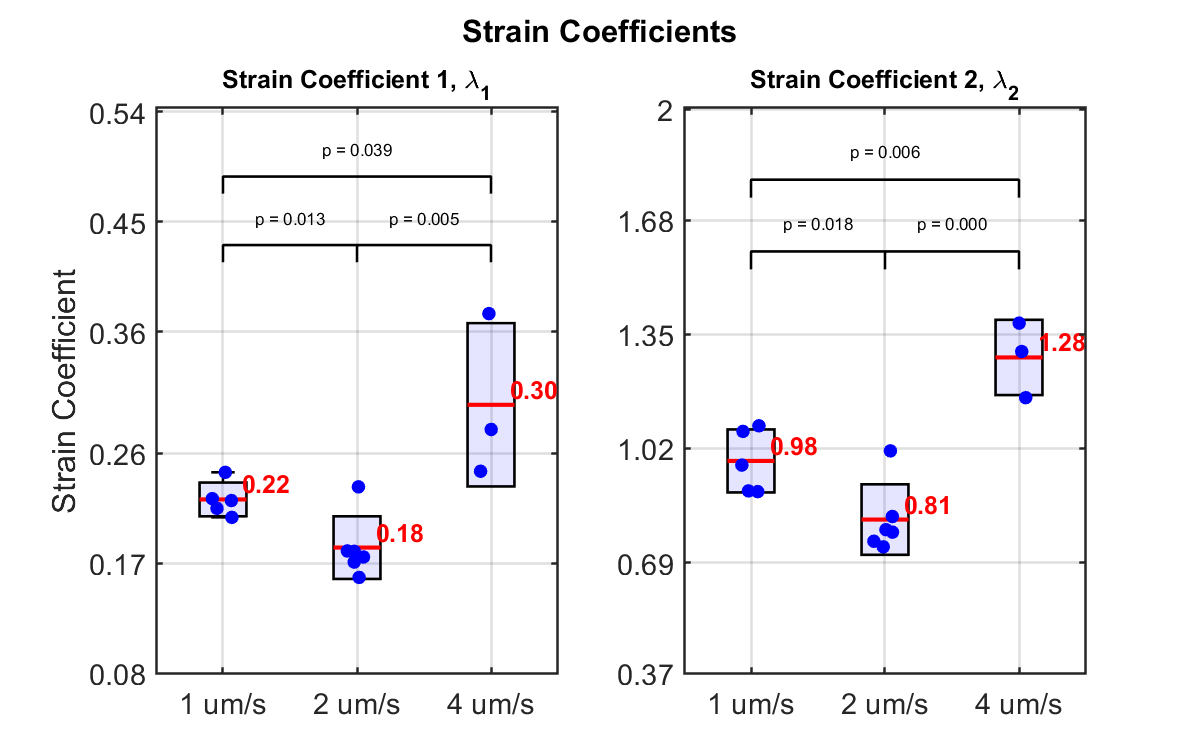 Strain Coefficients
Strain Coefficient 1, λ1
Strain Coefficient
0.54
0.45
0.36
0.26
0.17
0.08
p = 0.039
p = 0.013
p = 0.005
0.22
0.18
0.30
1 um/s
2 um/s
4 um/s
Strain Coefficient 2, λ2
2
1.68
1.35
1.02
0.69
0.37
p = 0.006
p = 0.018
p = 0.000
0.98
0.81
1.28
1 um/s
2 um/s
4 um/s